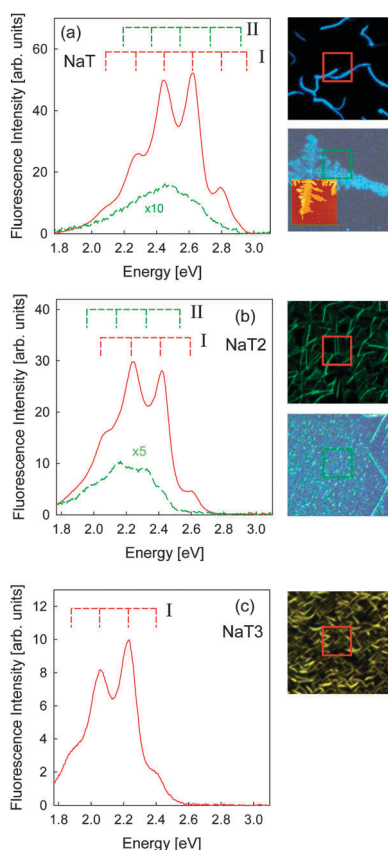 (a)
NaT
II
I
x10
60
40
20
0
Fluorescence Intensity [arb. units]
1.8 2.0 2.2 2.4 2.6 2.8 3.0
Energy [eV]
II
(b)
I
NaT2
x5
40
30
20
10
0
Fluorescence Intensity [arb. units]
1.8 2.0 2.2 2.4 2.6 2.8 3.0
Energy [eV]
I
(c)
NaT3
12
10
8
6
4
2
0
Fluorescence Intensity [arb. units]
1.8 2.0 2.2 2.4 2.6 2.8 3.0
Energy [eV]